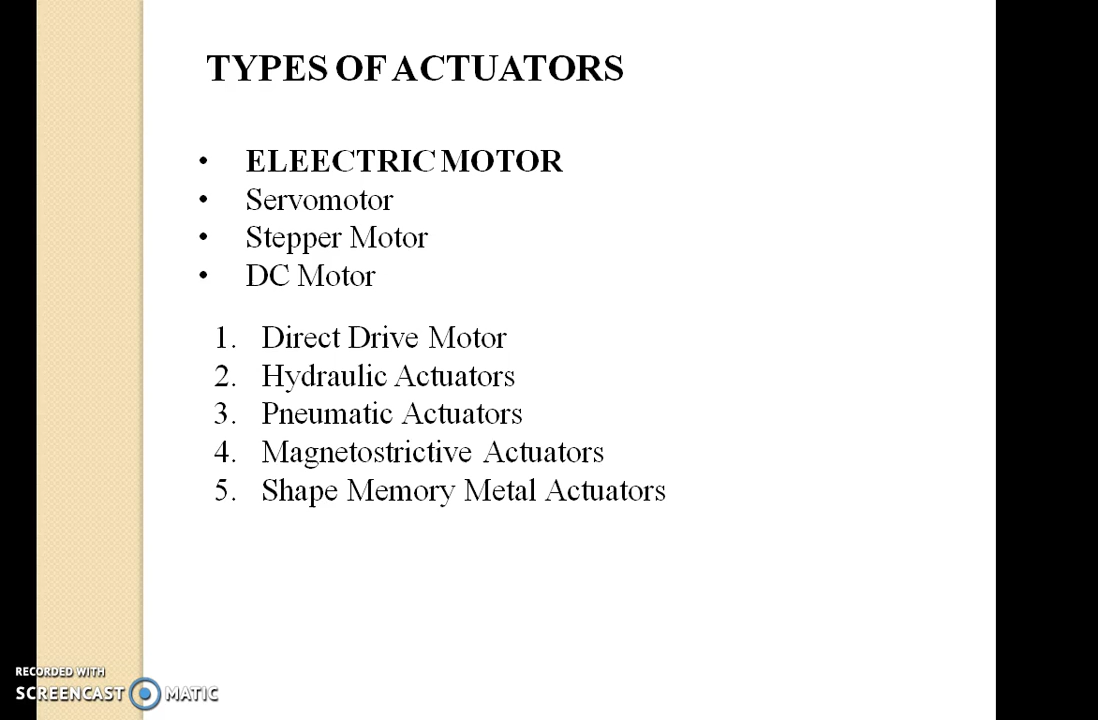 TYPES OF ACTUATORS
• ELEECTRIC MOTOR
• Servomotor
• Stepper Motor
• DC Motor
1. Direct Drive Motor
2. Hydraulic Actuators
3. Pneumatic Actuators
4. Magnetostrictive Actuators
5. Shape Memory Metal Actuators
RECORDED WITH
SCREENCAST MATIC